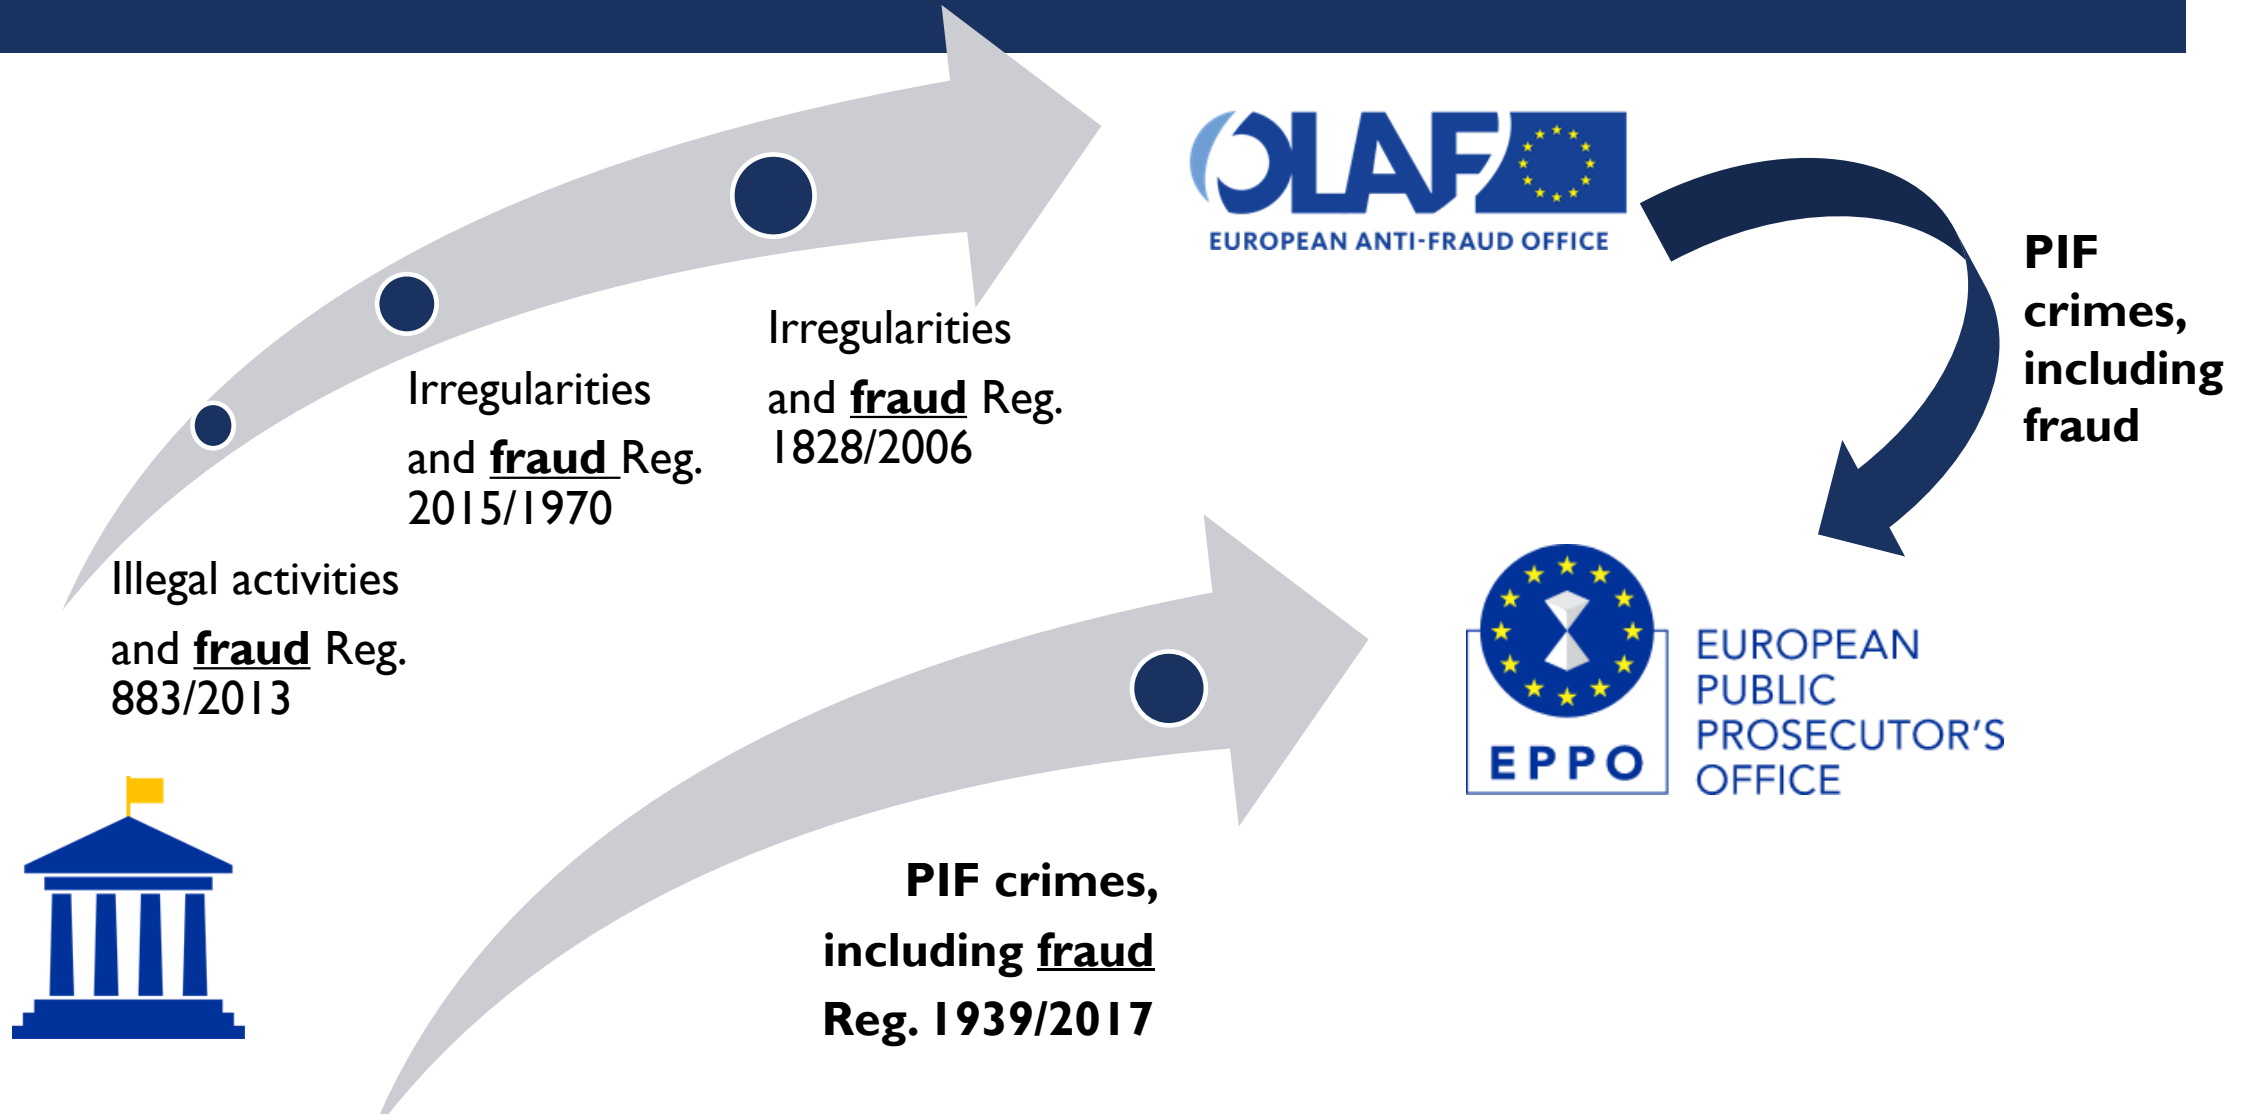 OLAF
EUROPEAN ANTI-FRAUD OFFICE
PIF
crimes,
including
fraud
Irregularities
and fraud Reg.
1828/2006
Irregularities
and fraud Reg.
2015/1970
Illegal activities
and fraud Reg.
883/2013
EPPO
EUROPEAN
PUBLIC
PROSECUTOR'S
OFFICE
PIF crimes,
including fraud
Reg. 1939/2017